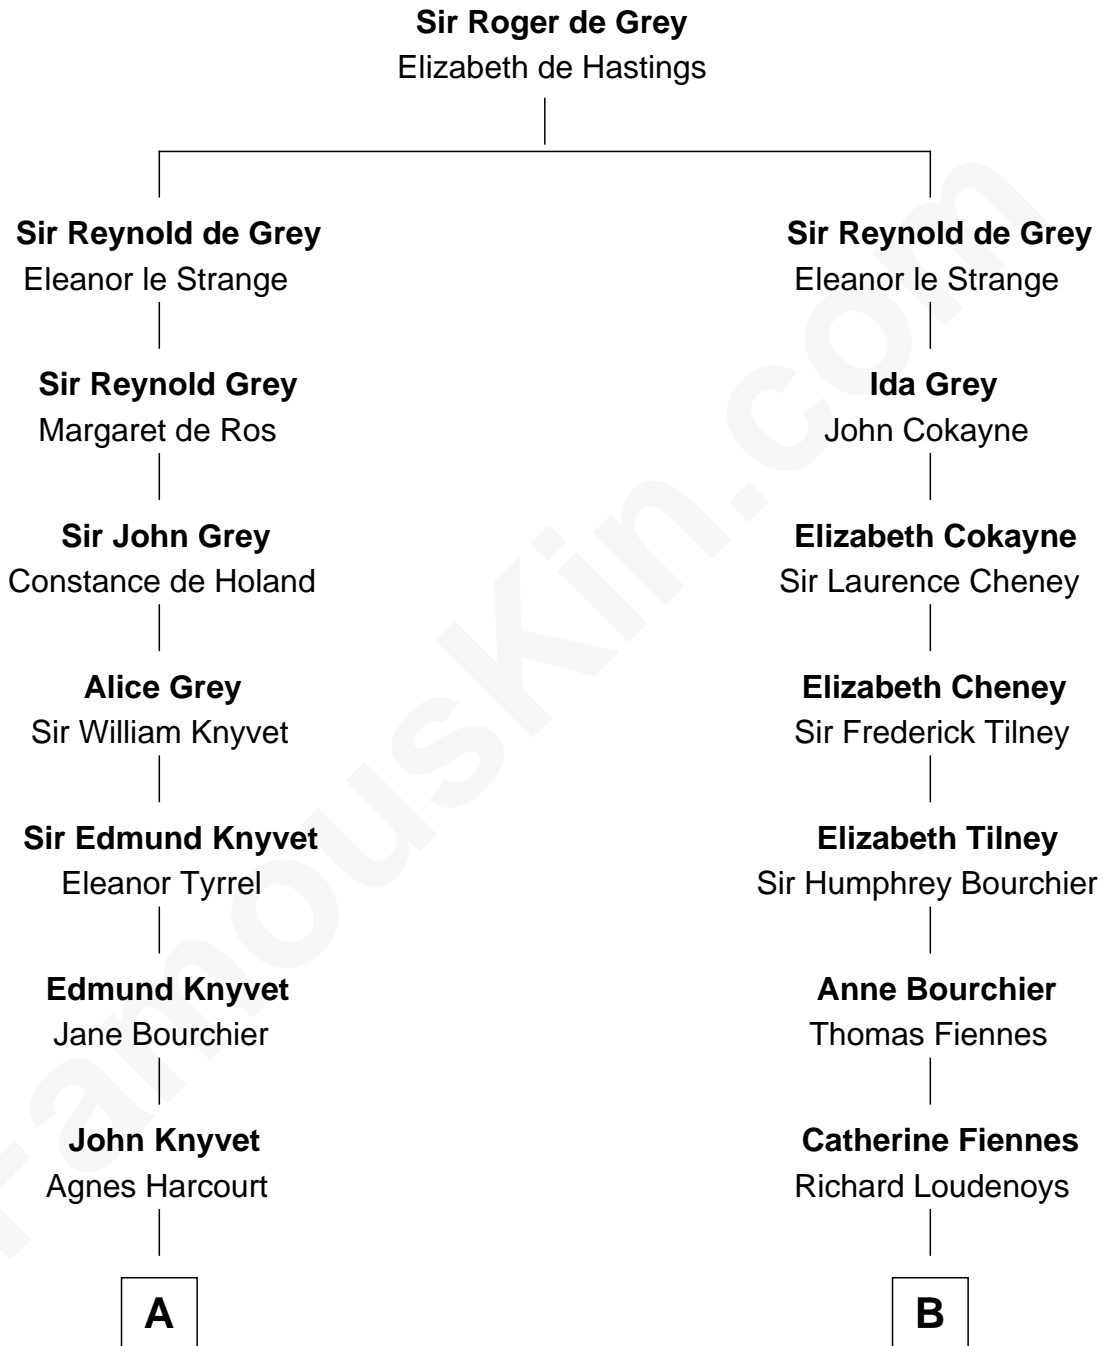 Sir Roger de Grey
Elizabeth de Hastings
Sir Reynold de Grey
Eleanor le Strange
Sir Reynold de Grey
Eleanor le Strange
Sir Reynold Grey
Margaret de Ros
Ida Grey
John Cokayne
Sir John Grey
Constance de Holand
Elizabeth Cokayne
Sir Laurence Cheney
Alice Grey
Sir William Knyvet
Elizabeth Cheney
Sir Frederick Tilney
Sir Edmund Knyvet
Eleanor Tyrrel
Elizabeth Tilney
Sir Humphrey Bourchier
Edmund Knyvet
Jane Bourchier
Anne Bourchier
Thomas Fiennes
John Knyvet
Agnes Harcourt
Catherine Fiennes
Richard Loudenoys
A
B
FamousKin.com